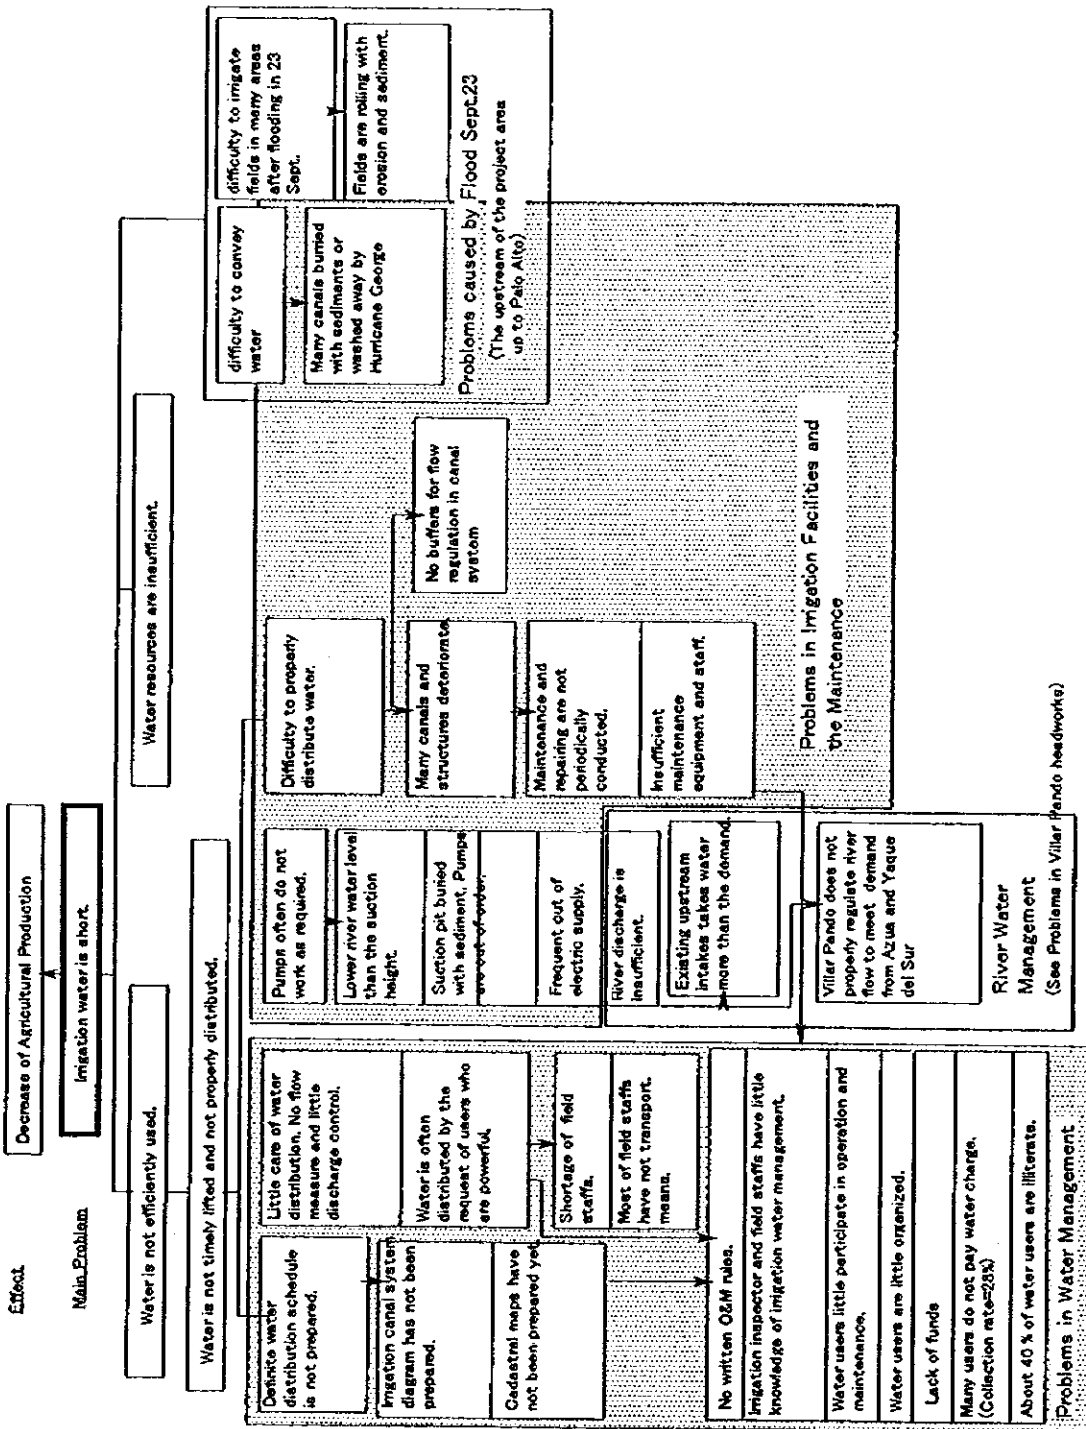 Effect
Decrease of Agricultural Production
Main Problem
Irrigation water is short.
Water is not efficiently used.
Water resources are insufficient.
Water is not timely lifted and not properly distributed.
Definite water
distribution schedule
is not prepared.
Irrigation canal system
diagram has not been
prepared.
Cadastral maps have
not been prepared yet.
Little care of water
distribution. No flow
measure and little
discharge control.
Water is often
distributed by the
request of users who
are powerful.
Shortage of field
staffs.
Most of field staffs
have not transport
means.
No written O&M rules.
Irrigation inspector and field staffs have little
knowledge of irrigation water management.
Water users little participate in operation and
maintenance.
Water users are little organized.
Lack of funds
Many users do not pay water charge.
(Collection rate=28%)
About 40 % of water users are illiterate.
Problems in Water Management
Pumpn often do not
work as required.
Lower river water level
than the suction
height.
Suction pit buried
with sediment, Pumps
are out of order.
Frequent out of
electric supply.
River discharge is
insufficient.
Existing upstream
intakes takes water
more than the demand.
Villar Pando does not
properly regulate river
flow to meet demand
from Azua and Yaque
del Sur
River Water
Management
(See Problems in Villar Pando headworks)
Difficulty to properly
distribute water.
Many canals and
structures deteriorate.
No buffers for flow
regulation in canal
system
Maintenance and
repairing are not
periodically
conducted.
Insufficient
maintenance
equipment and staff.
Problems in Irrigation Facilities and
the Maintenance
difficulty to convey
water
Many canals burried
with sediments or
washed away by
Hurricane George
difficulty to irrigate
fields in many areas
after flooding in 23
Sept.
Fields are rolling with
erosion and sediment.
Problems caused by Flood Sept.23
(The upstream of the project area
up to Palo Alto)